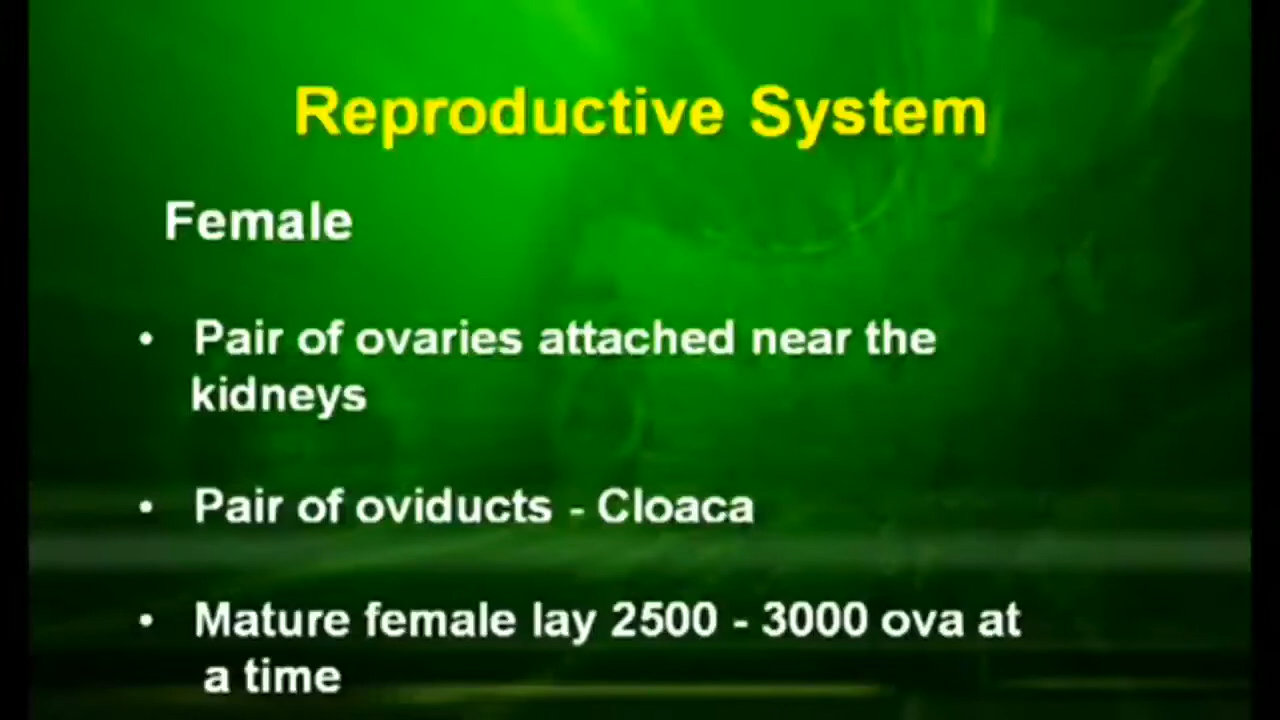 Reproductive System
Female
• Pair of ovaries attached near the
kidneys
• Pair of oviducts - Cloaca
• Mature female lay 2500 - 3000 ova at
a time